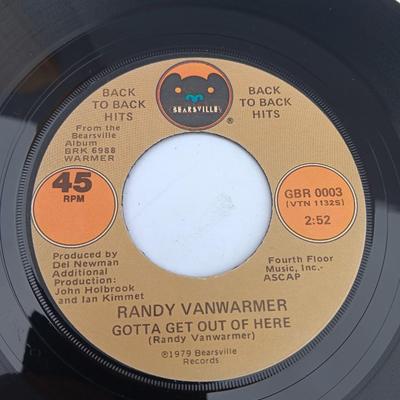 BACK
TO BACK
HITS
BEARSVILLE
®
BACK
TO BACK
HITS
From the
Bearsville
Album
BRK 6988
WARMER
45
RPM
GBR 0003
(VTN 1132S)
2:52
Produced by
Del Newman
Additional
Production:
John Holbrook
and Ian Kimmet
Fourth Floor
Music, Inc.-
ASCAP
RANDY VANWARMER
GOTTA GET OUT OF HERE
(Randy Vanwarmer)
©1979 Bearsville
Records